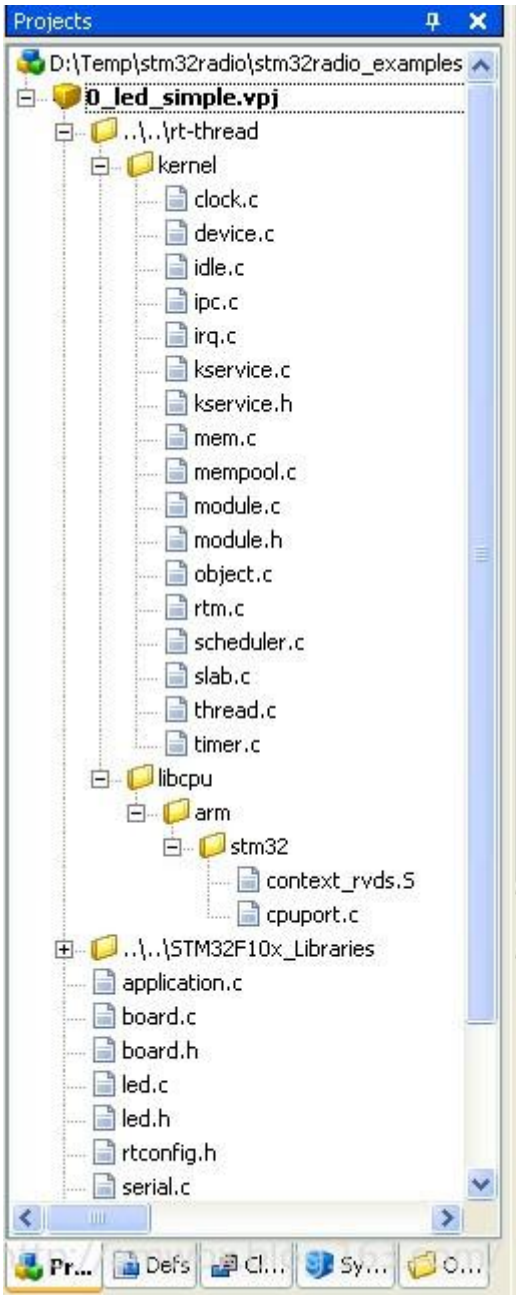 Projects
D:\Temp\stm32radio\stm32radio_examples
0_led_simple.vpj
..\..\rt-thread
kernel
clock.c
device.c
idle.c
ipc.c
irq.c
kservice.c
kservice.h
mem.c
mempool.c
module.c
module.h
object.c
rtm.c
scheduler.c
slab.c
thread.c
timer.c
libcpu
arm
stm32
context_rvds.S
cpuport.c
..\..\STM32F10x_Libraries
application.c
board.c
board.h
led.c
led.h
rtconfig.h
serial.c
Pr... Defs Cl... Sy... O...